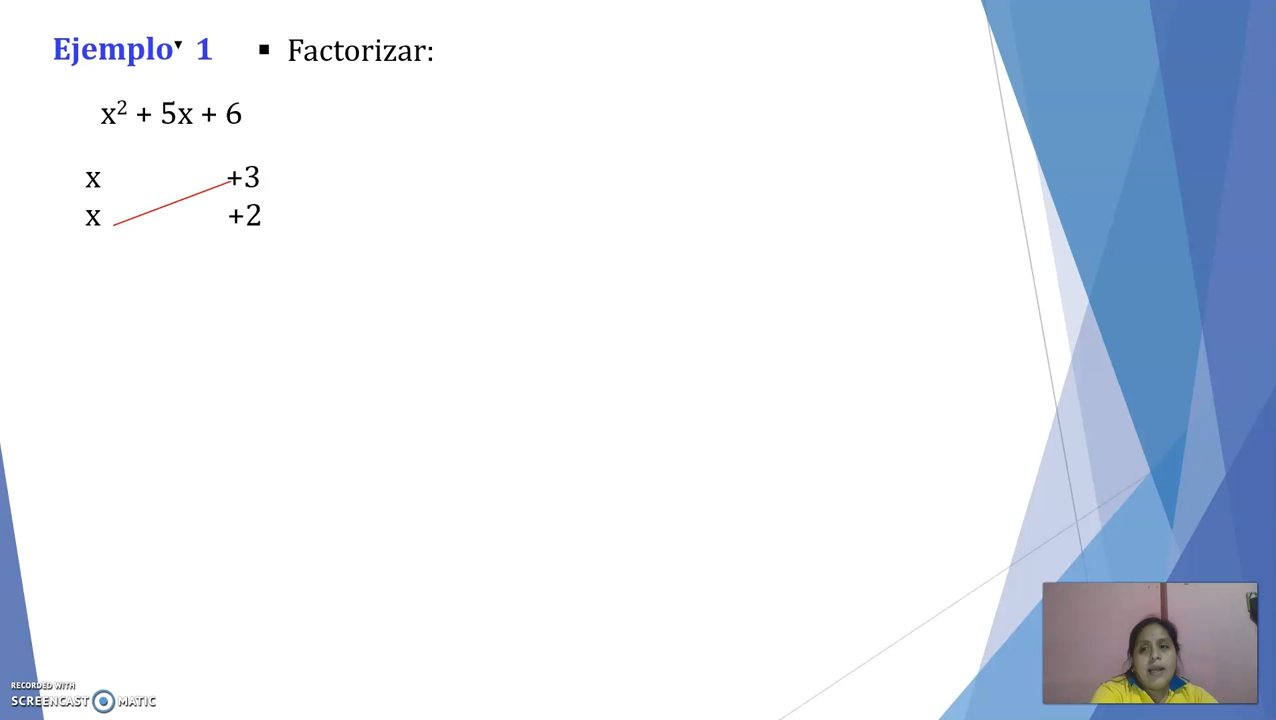 Ejemplo 1 ▪ Factorizar:
x² + 5x + 6
x +3
x +2
RECORDED WITH
SCREENCAST MATIC